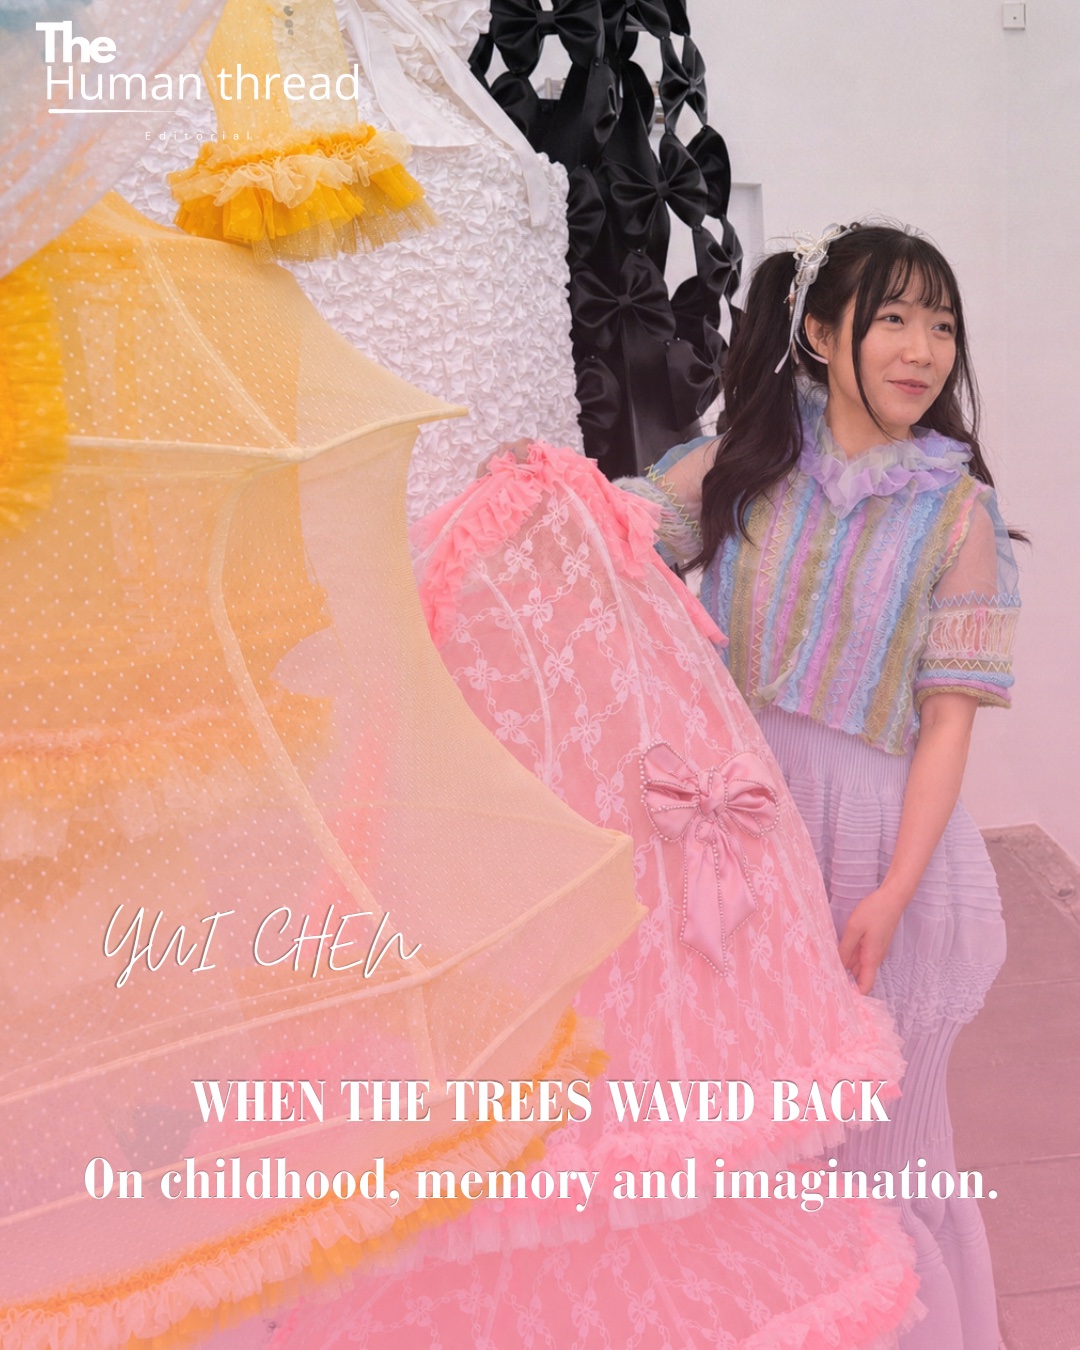 The
Human thread
Editorial
YUI CHEN
WHEN THE TREES WAVED BACK
On childhood, memory and imagination.